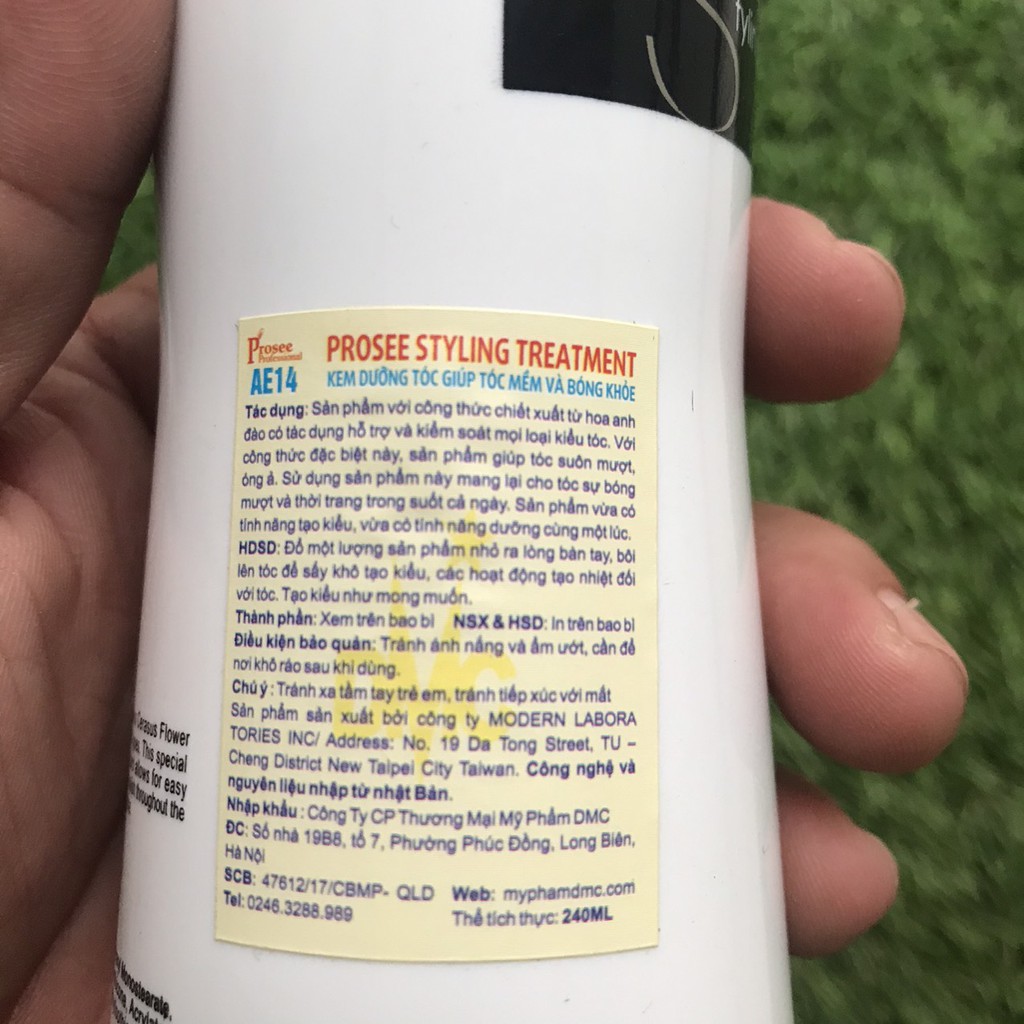 Prosee
Professional
PROSEE STYLING TREATMENT
AE14
KEM DƯỠNG TÓC GIÚP TÓC MỀM VÀ BÓNG KHỎE
Tác dụng: Sản phẩm với công thức chiết xuất từ hoa anh
đào có tác dụng hỗ trợ và kiểm soát mọi loại kiểu tóc. Với
công thức đặc biệt này, sản phẩm giúp tóc suôn mượt,
óng ả. Sử dụng sản phẩm này mang lại cho tóc sự bóng
mượt và thời trang trong suốt cả ngày. Sản phẩm vừa có
tính năng tạo kiểu, vừa có tính năng dưỡng cùng một lúc.
HDSD: Đổ một lượng sản phẩm nhỏ ra lòng bàn tay, bôi
lên tóc để sấy khô tạo kiểu, các hoạt động tạo nhiệt đối
với tóc. Tạo kiểu như mong muốn.
Thành phần: Xem trên bao bì NSX & HSD: In trên bao bì
Điều kiện bảo quản: Tránh ánh nắng và ẩm ướt, cần để
nơi khô ráo sau khi dùng.
Chú ý : Tránh xa tầm tay trẻ em, tránh tiếp xúc với mắt
Sản phẩm sản xuất bởi công ty MODERN LABORA
TORIES INC/ Address: No. 19 Da Tong Street, TU –
Cheng District New Taipei City Taiwan. Công nghệ và
nguyên liệu nhập từ nhật Bản.
Nhập khẩu : Công Ty CP Thương Mại Mỹ Phẩm DMC
ĐC: Số nhà 19B8, tổ 7, Phường Phúc Đồng, Long Biên,
Hà Nội
SCB: 47612/17/CBMP- QLD Web: myphamdmc.com
Tel: 0246.3288.989 Thể tích thực: 240ML
Cerasus Flower
This special
allows for easy
throughout the
Monostearate,